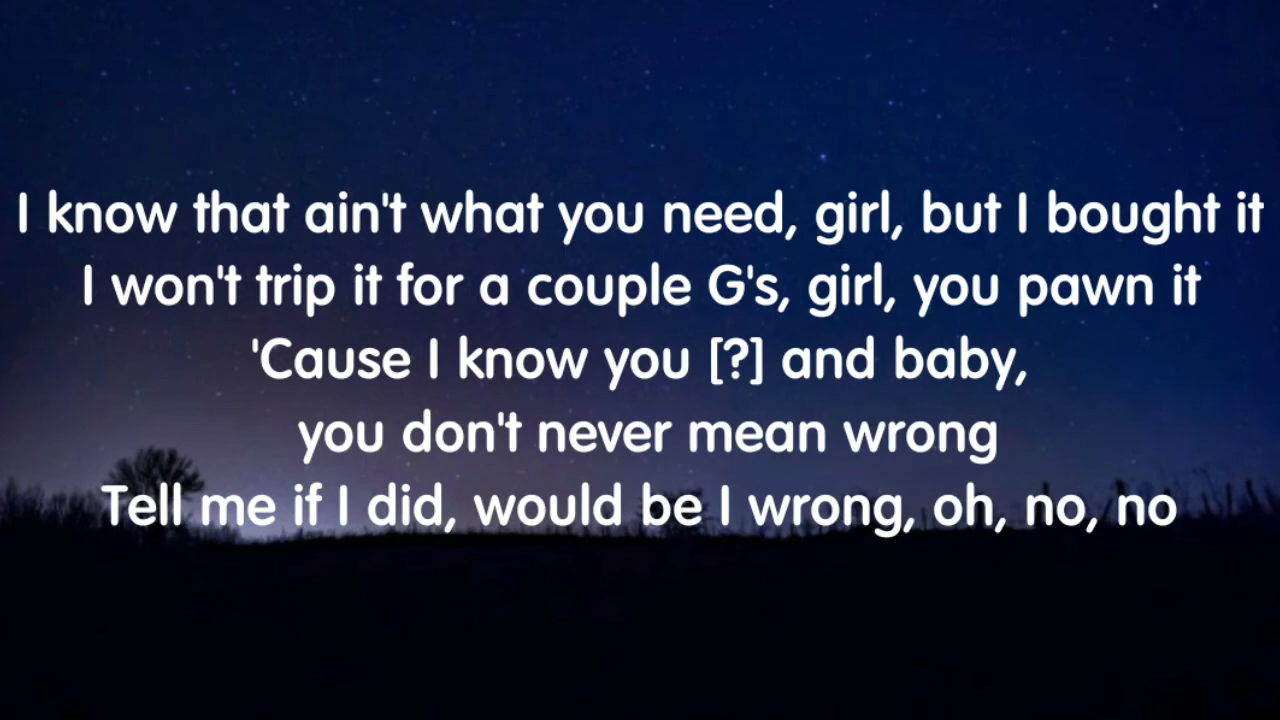 I know that ain't what you need, girl, but I bought it
I won't trip it for a couple G's, girl, you pawn it
'Cause I know you [?] and baby,
you don't never mean wrong
Tell me if I did, would be I wrong, oh, no, no